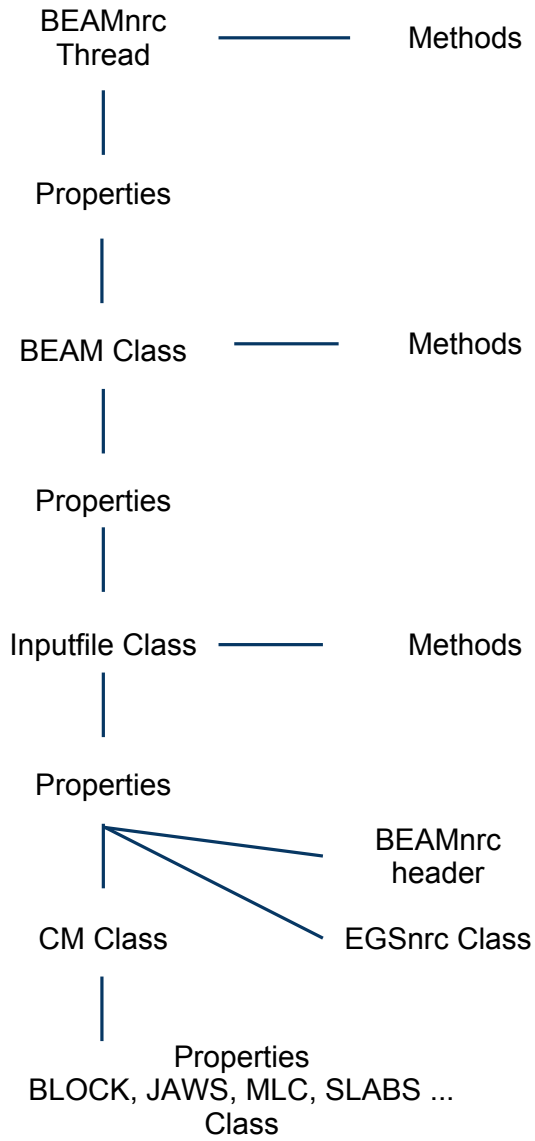 BEAMnrc
Thread
Methods
Properties
BEAM Class
Methods
Properties
Inputfile Class
Methods
Properties
BEAMnrc
header
CM Class
EGSnrc Class
Properties
BLOCK, JAWS, MLC, SLABS ...
Class